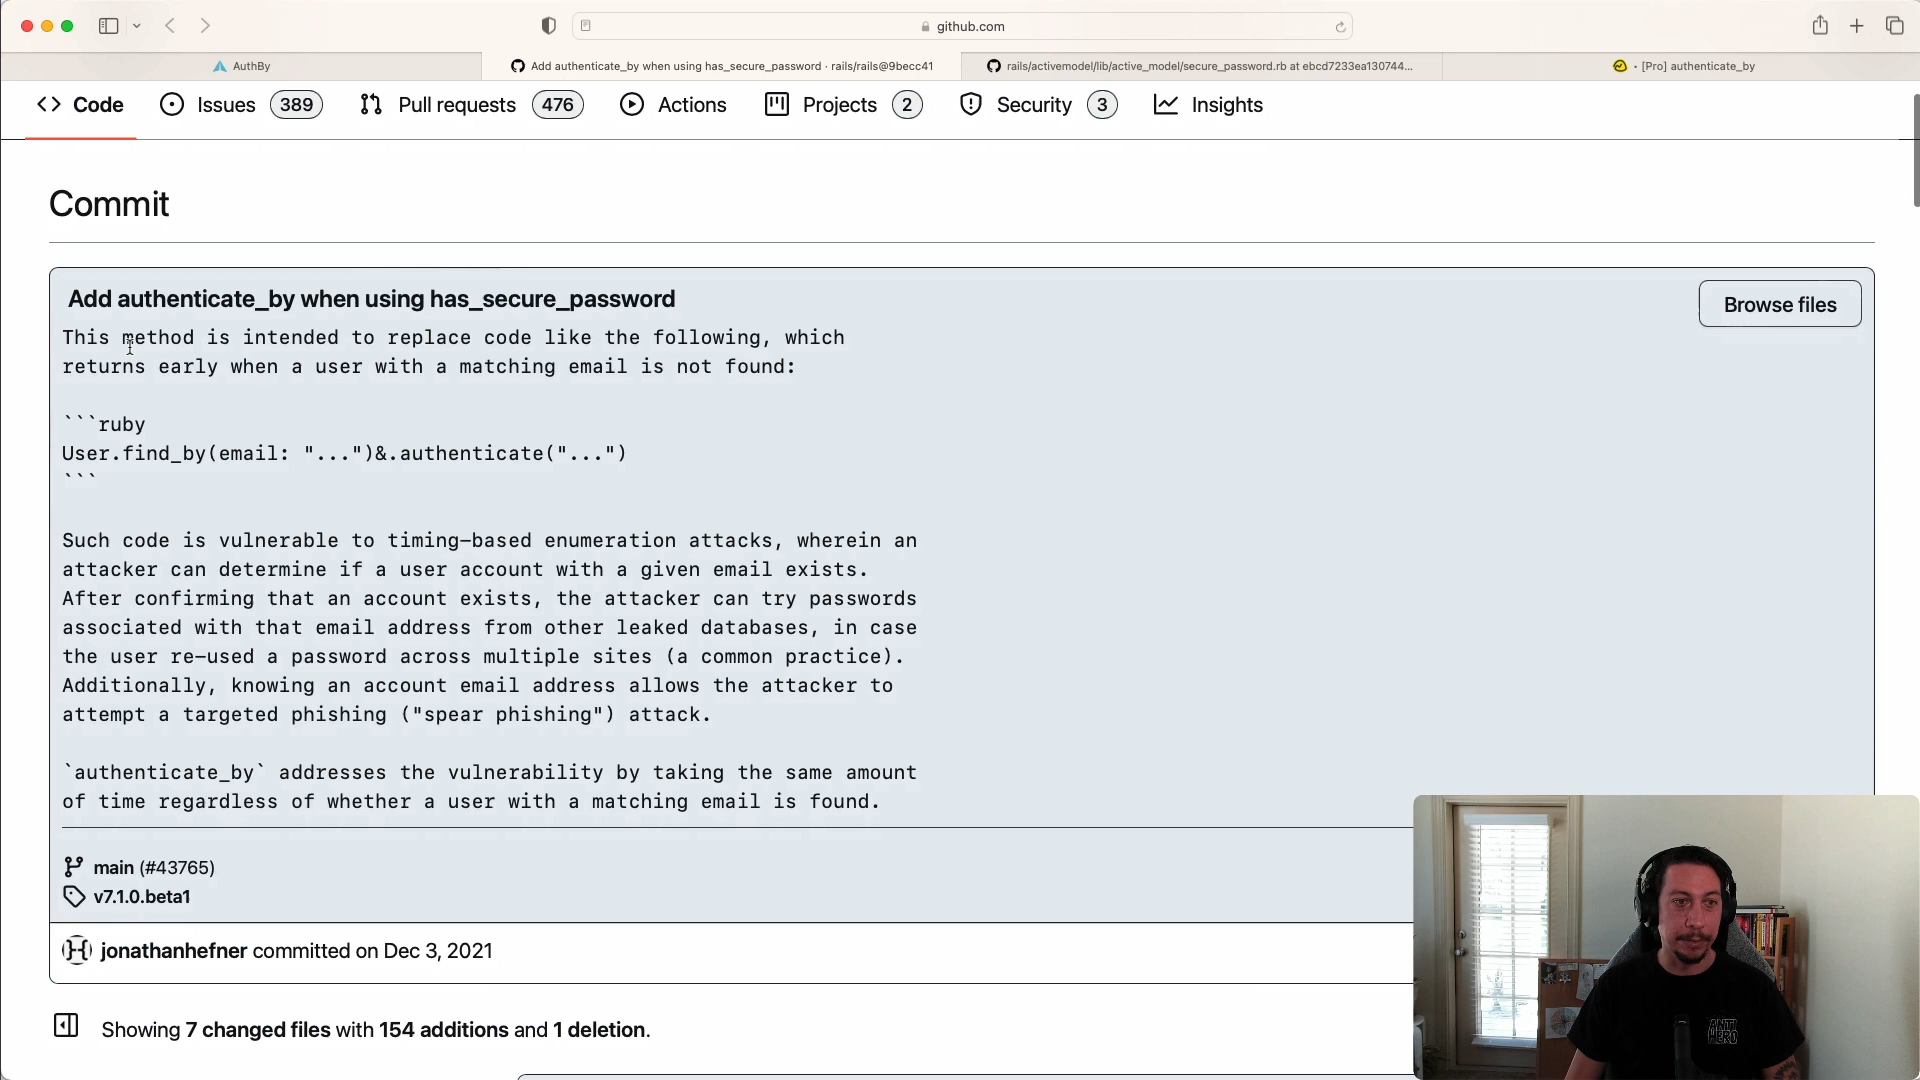 github.com
AuthBy
Add authenticate_by when using has_secure_password · rails/rails@9becc41
rails/activemodel/lib/active_model/secure_password.rb at ebcd7233ea130744...
· [Pro] authenticate_by
Code
Issues 389
Pull requests 476
Actions
Projects 2
Security 3
Insights
Commit
Add authenticate_by when using has_secure_password
Browse files
This method is intended to replace code like the following, which
returns early when a user with a matching email is not found:
```ruby
User.find_by(email: "...")&.authenticate("...")
```
Such code is vulnerable to timing-based enumeration attacks, wherein an
attacker can determine if a user account with a given email exists.
After confirming that an account exists, the attacker can try passwords
associated with that email address from other leaked databases, in case
the user re-used a password across multiple sites (a common practice).
Additionally, knowing an account email address allows the attacker to
attempt a targeted phishing ("spear phishing") attack.
`authenticate_by` addresses the vulnerability by taking the same amount
of time regardless of whether a user with a matching email is found.
main (#43765)
v7.1.0.beta1
jonathanhefner committed on Dec 3, 2021
Showing 7 changed files with 154 additions and 1 deletion.
ANTI
HERO